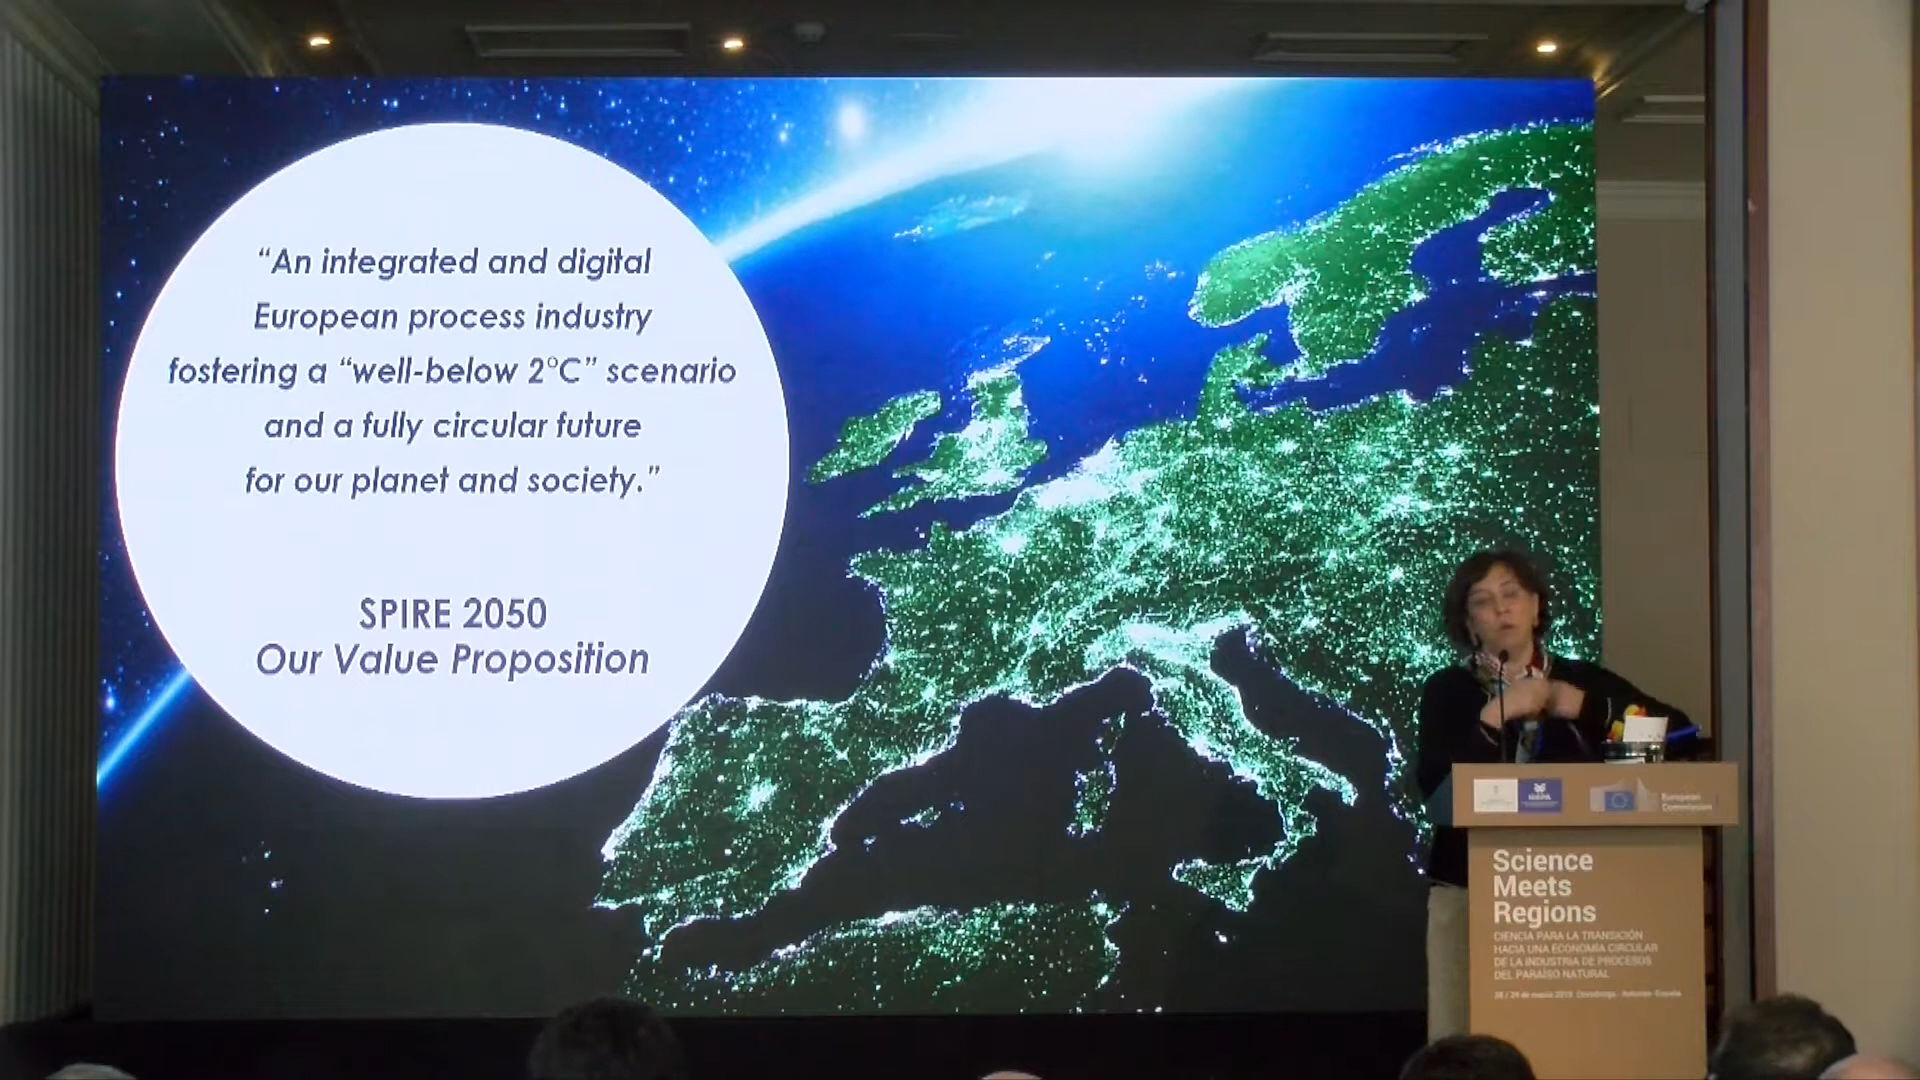 “An integrated and digital
European process industry
fostering a “well-below 2°C” scenario
and a fully circular future
for our planet and society.”
SPIRE 2050
Our Value Proposition
European
Commission
Science
Meets
Regions
CIENCIA PARA LA TRANSICIÓN
HACIA UNA ECONOMÍA CIRCULAR
DE LA INDUSTRIA DE PROCESOS
DEL PARAÍSO NATURAL